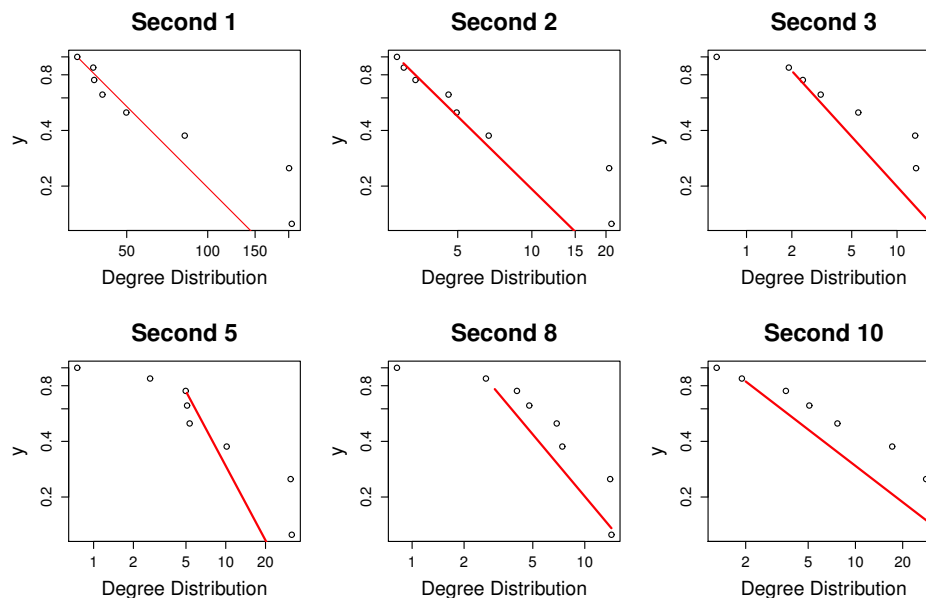 Second 1
y
0.2 0.4 0.8
50 100 150
Degree Distribution
Second 2
y
0.2 0.4 0.8
5 10 15 20
Degree Distribution
Second 3
y
0.2 0.4 0.8
1 2 5 10
Degree Distribution
Second 5
y
0.2 0.4 0.8
1 2 5 10 20
Degree Distribution
Second 8
y
0.2 0.4 0.8
1 2 5 10
Degree Distribution
Second 10
y
0.2 0.4 0.8
2 5 10 20
Degree Distribution